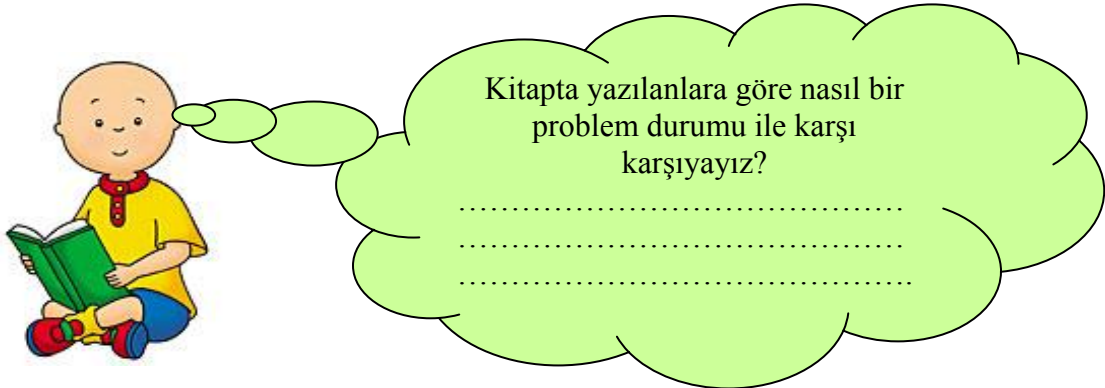 Kitapta yazılanlara göre nasıl bir
problem durumu ile karşı
karşıyayız?
……………………………………
……………………………………
…………………………………….